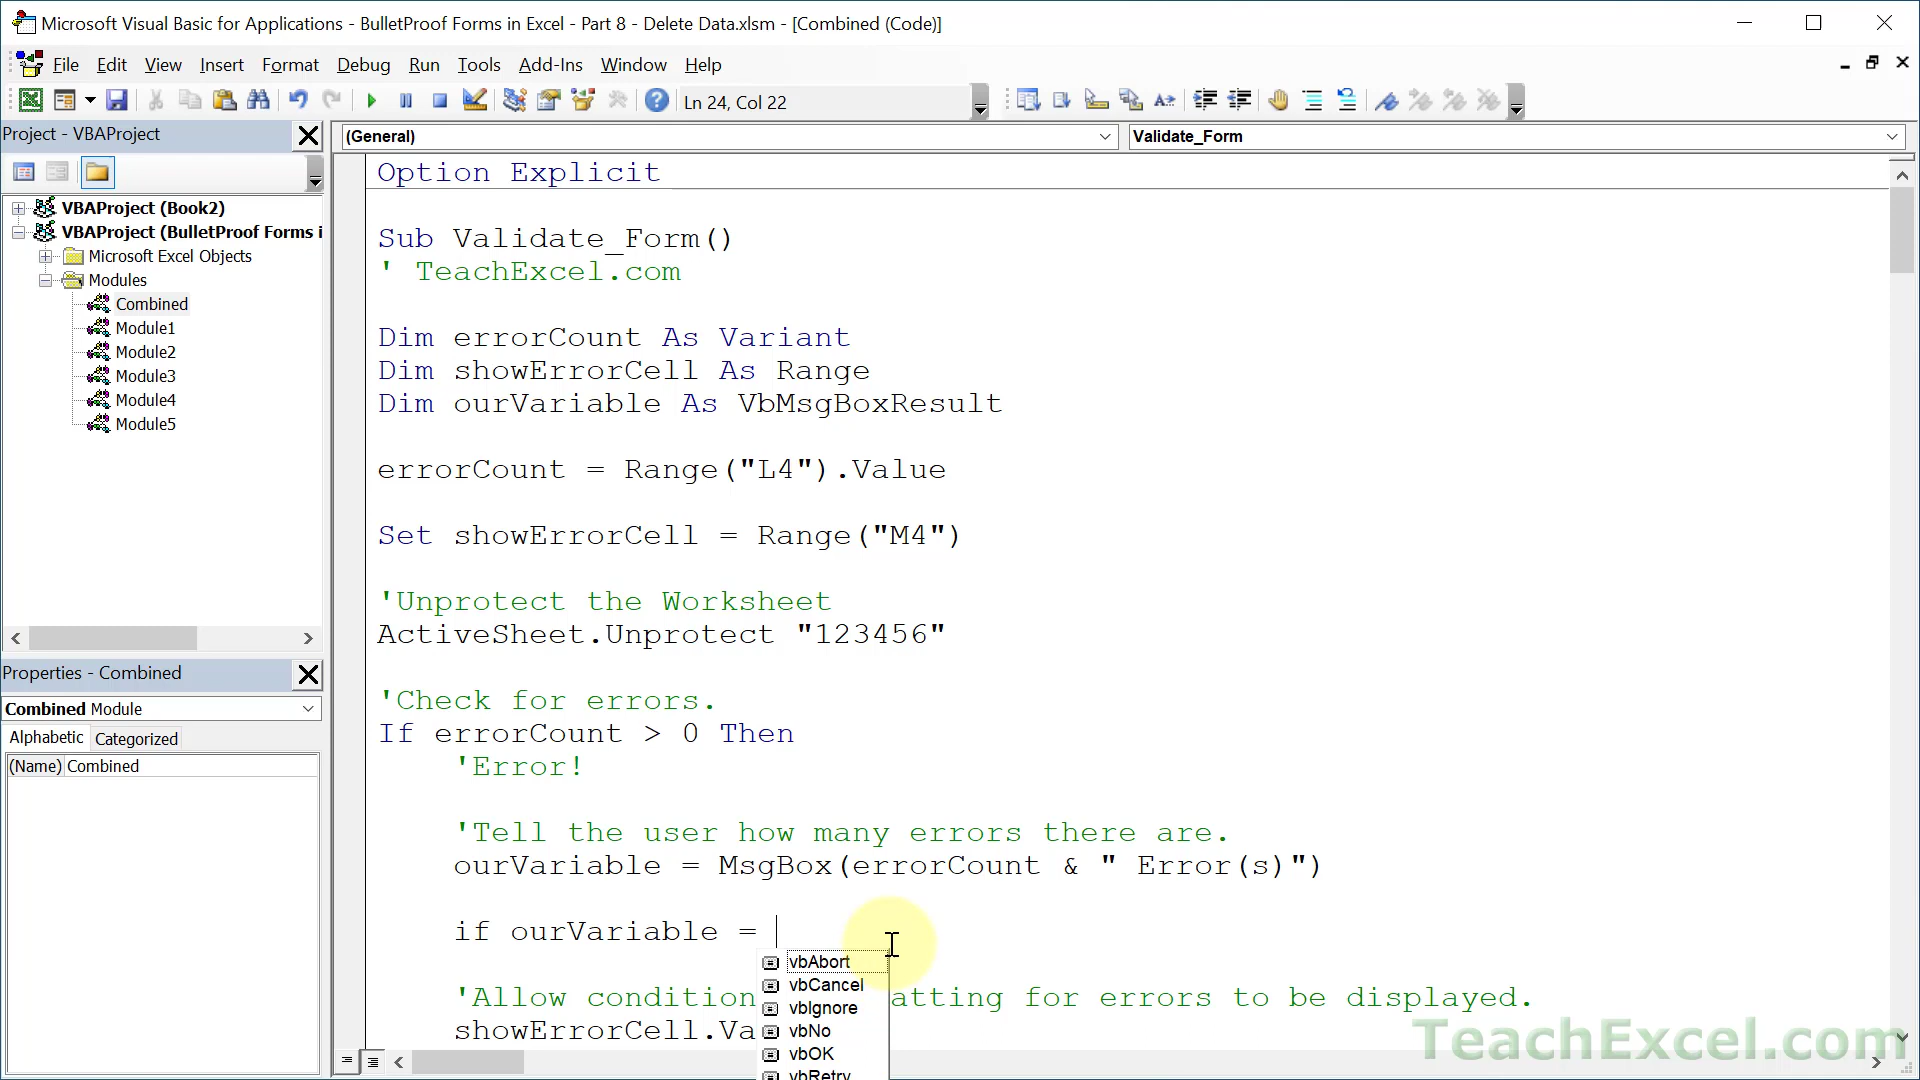 Microsoft Visual Basic for Applications - BulletProof Forms in Excel - Part 8 - Delete Data.xlsm - [Combined (Code)]
File Edit View Insert Format Debug Run Tools Add-Ins Window Help
Ln 24, Col 22
Project - VBAProject
(General)
Validate_Form
VBAProject (Book2)
VBAProject (BulletProof Forms i
Microsoft Excel Objects
Modules
Combined
Module1
Module2
Module3
Module4
Module5
Properties - Combined
Combined Module
Alphabetic Categorized
(Name) Combined
Option Explicit
Sub Validate_Form()
' TeachExcel.com
Dim errorCount As Variant
Dim showErrorCell As Range
Dim ourVariable As VbMsgBoxResult
errorCount = Range("L4").Value
Set showErrorCell = Range("M4")
'Unprotect the Worksheet
ActiveSheet.Unprotect "123456"
'Check for errors.
If errorCount > 0 Then
'Error!
'Tell the user how many errors there are.
ourVariable = MsgBox(errorCount & " Error(s)")
if ourVariable =
vbAbort
vbCancel
vbIgnore
vbNo
vbOK
vbRetry
'Allow condition atting for errors to be displayed.
showErrorCell.Va
TeachExcel.com